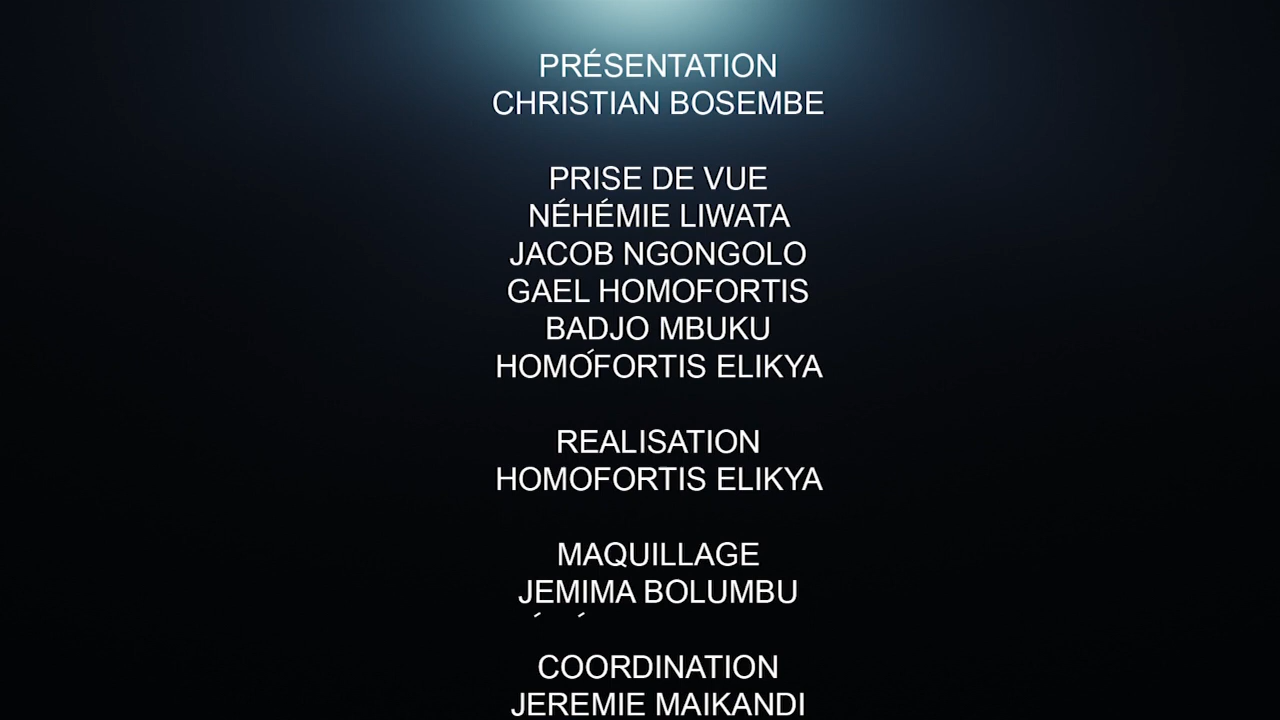 PRÉSENTATION
CHRISTIAN BOSEMBE
PRISE DE VUE
NÉHÉMIE LIWATA
JACOB NGONGOLO
GAEL HOMOFORTIS
BADJO MBUKU
HOMOFORTIS ELIKYA
REALISATION
HOMOFORTIS ELIKYA
MAQUILLAGE
JEMIMA BOLUMBU
COORDINATION
JEREMIE MAIKANDI